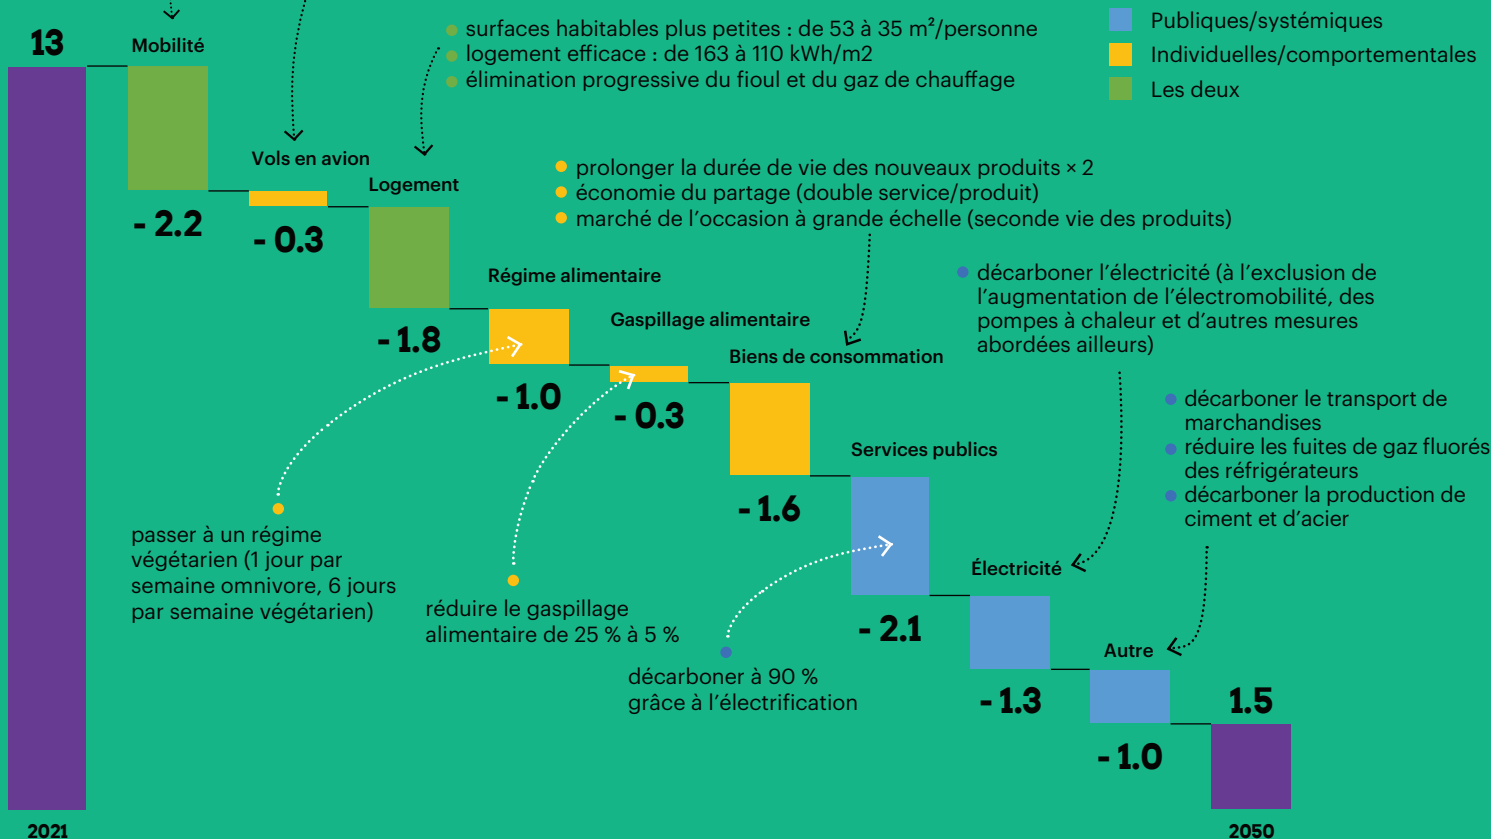 13
Mobilité
- 2.2
Vols en avion
- 0.3
surfaces habitables plus petites : de 53 à 35 m²/personne
logement efficace : de 163 à 110 kWh/m2
élimination progressive du fioul et du gaz de chauffage
Publiques/systémiques
Individuelles/comportementales
Les deux
Logement
- 1.8
prolonger la durée de vie des nouveaux produits × 2
économie du partage (double service/produit)
marché de l'occasion à grande échelle (seconde vie des produits)
Régime alimentaire
- 1.0
Gaspillage alimentaire
- 0.3
Biens de consommation
- 1.6
décarboner l'électricité (à l'exclusion de
l'augmentation de l'électromobilité, des
pompes à chaleur et d'autres mesures
abordées ailleurs)
décarboner le transport de
marchandises
réduire les fuites de gaz fluorés
des réfrigérateurs
décarboner la production de
ciment et d'acier
Services publics
- 2.1
passer à un régime
végétarien (1 jour par
semaine omnivore, 6 jours
par semaine végétarien)
réduire le gaspillage
alimentaire de 25 % à 5 %
décarboner à 90 %
grâce à l'électrification
Électricité
- 1.3
Autre
- 1.0
1.5
2021
2050